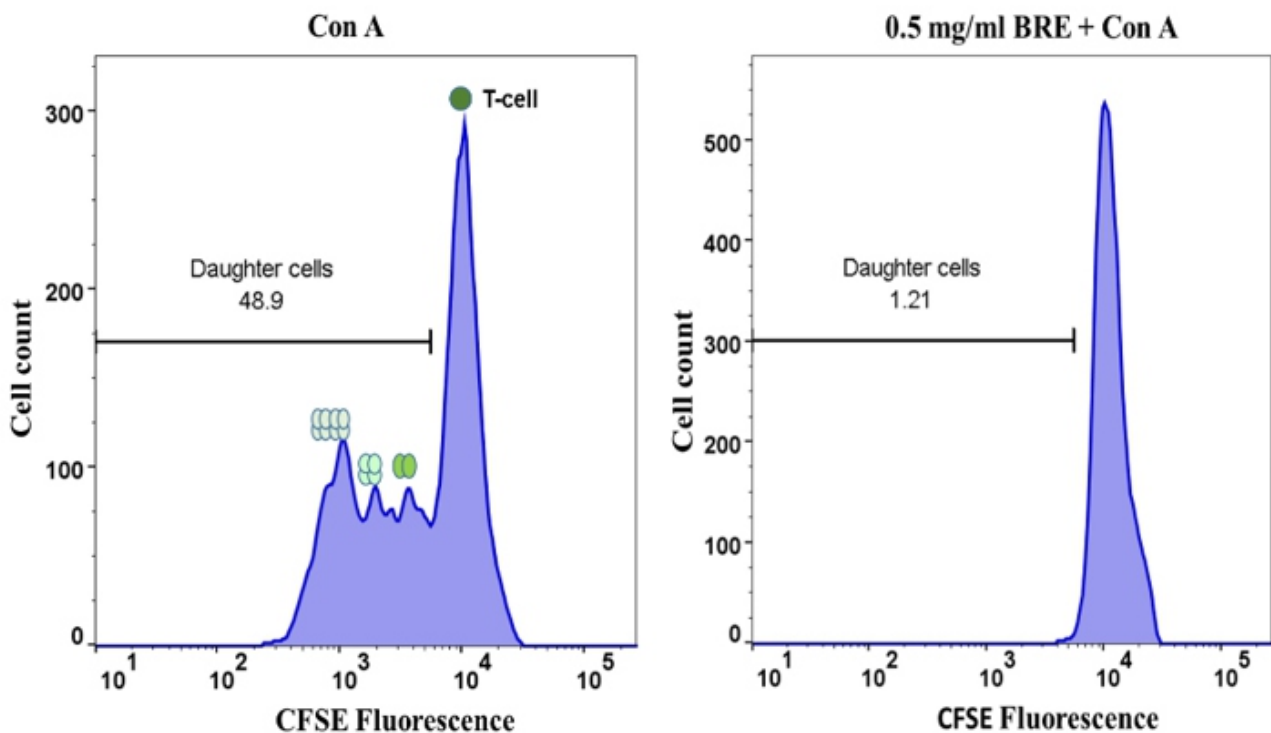 Con A
T-cell
Daughter cells
48.9
Cell count
300
200
100
0
10^1 10^2 10^3 10^4 10^5
CFSE Fluorescence
0.5 mg/ml BRE + Con A
Daughter cells
1.21
Cell count
500
400
300
200
100
0
10^1 10^2 10^3 10^4 10^5
CFSE Fluorescence